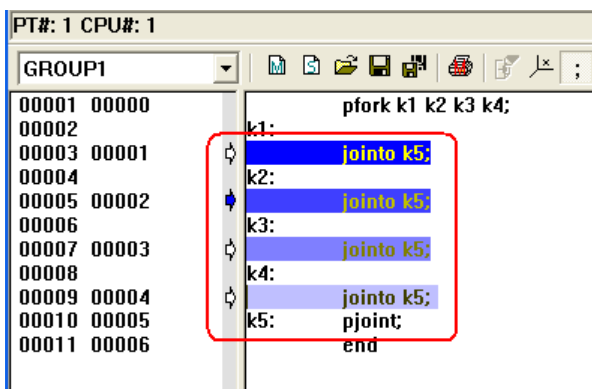 PT#: 1 CPU#: 1
GROUP1 M S ;
00001 00000 pfork k1 k2 k3 k4;
00002 k1:
00003 00001 jointo k5;
00004 k2:
00005 00002 jointo k5;
00006 k3:
00007 00003 jointo k5;
00008 k4:
00009 00004 jointo k5;
00010 00005 k5: pjoint;
00011 00006 end